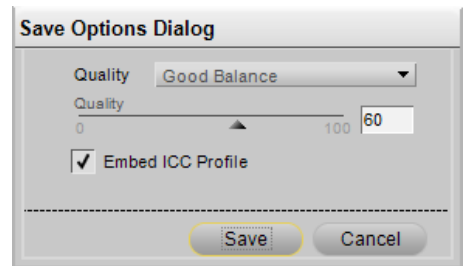 Save Options Dialog
Quality Good Balance
Quality
0 100 60
Embed ICC Profile
Save Cancel